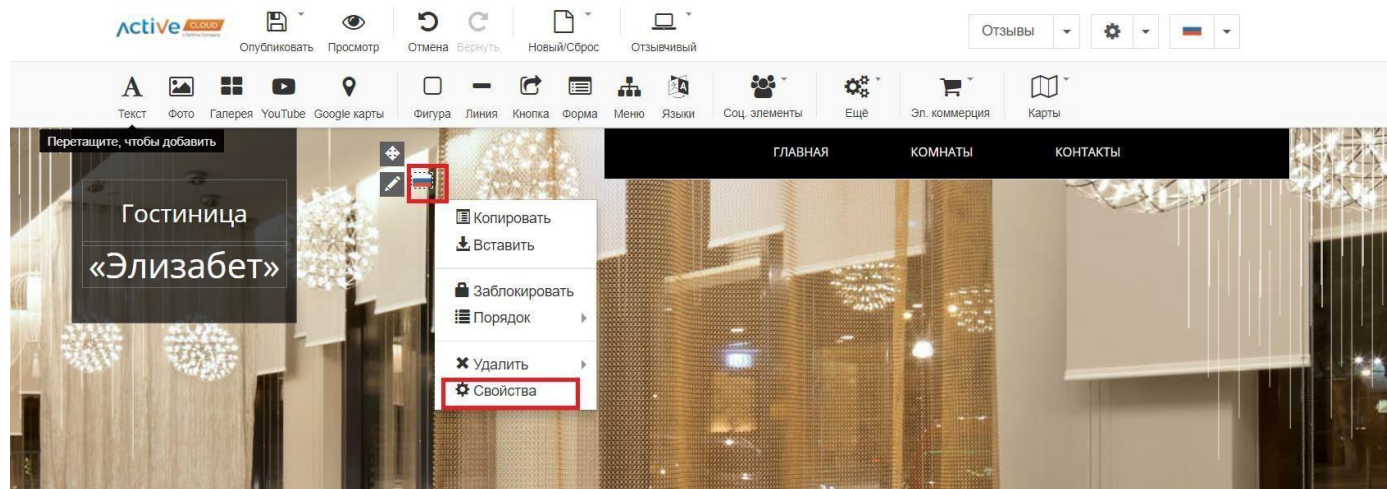 Active CLOUD
Опубликовать Просмотр Отмена Вернуть Новый/Сброс Отзывчивый Отзывы
Текст Фото Галерея YouTube Google карты Фигура Линия Кнопка Форма Меню Языки Соц. элементы Ещё Эл. коммерция Карты
Перетащите, чтобы добавить
ГЛАВНАЯ КОМНАТЫ КОНТАКТЫ
Гостиница
«Элизабет»
Копировать
Вставить
Заблокировать
Порядок
Удалить
Свойства